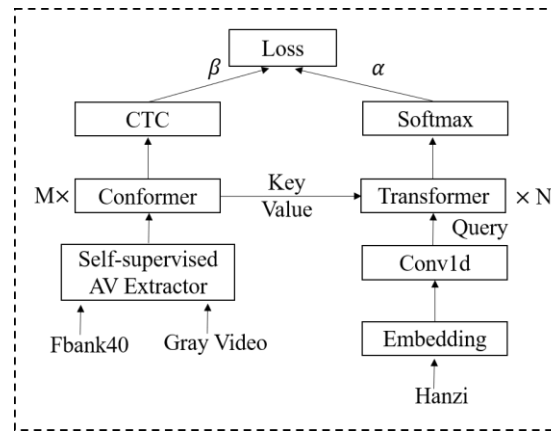 Loss
β
α
CTC
Softmax
M×
Conformer
Key
Value
Transformer
× N
Query
Self-supervised
AV Extractor
Conv1d
Fbank40
Gray Video
Embedding
Hanzi